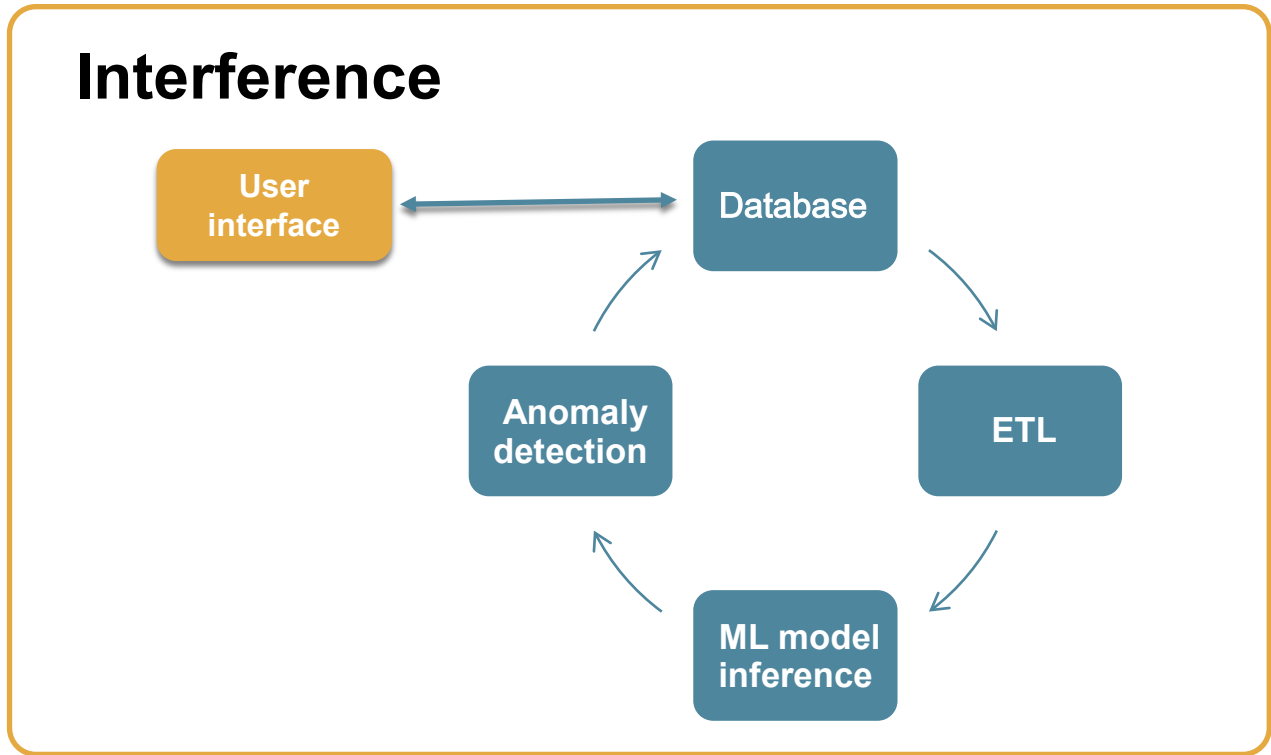 Interference
User
interface
Database
Anomaly
detection
ETL
ML model
inference